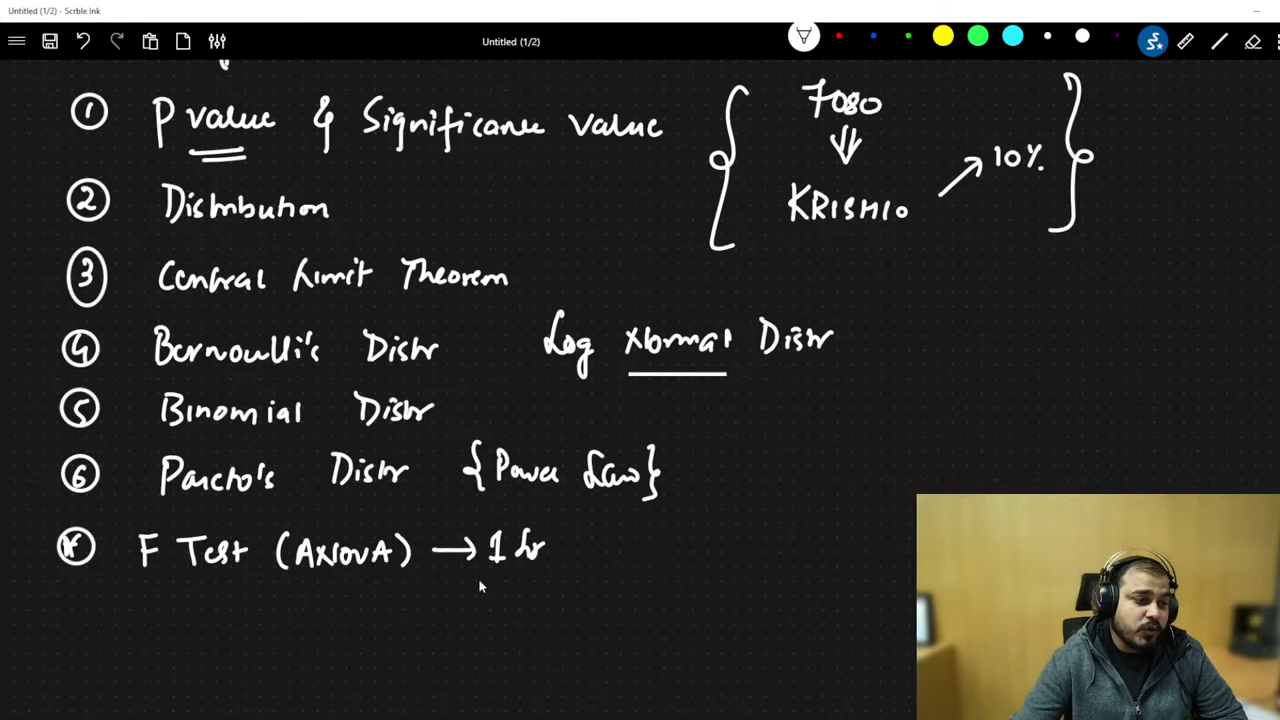 Untitled (1/2) - Scrble Ink
Untitled (1/2)
① P value & Significance value
② Distribution
③ Central Limit Theorem
④ Bernoulli's Distr
Log Normal Distr
⑤ Binomial Distr
⑥ Pareto's Distr {Power Law}
F Test (ANOVA) → 1 hr
{ 7080
⇓
KRISH10 → 10% }